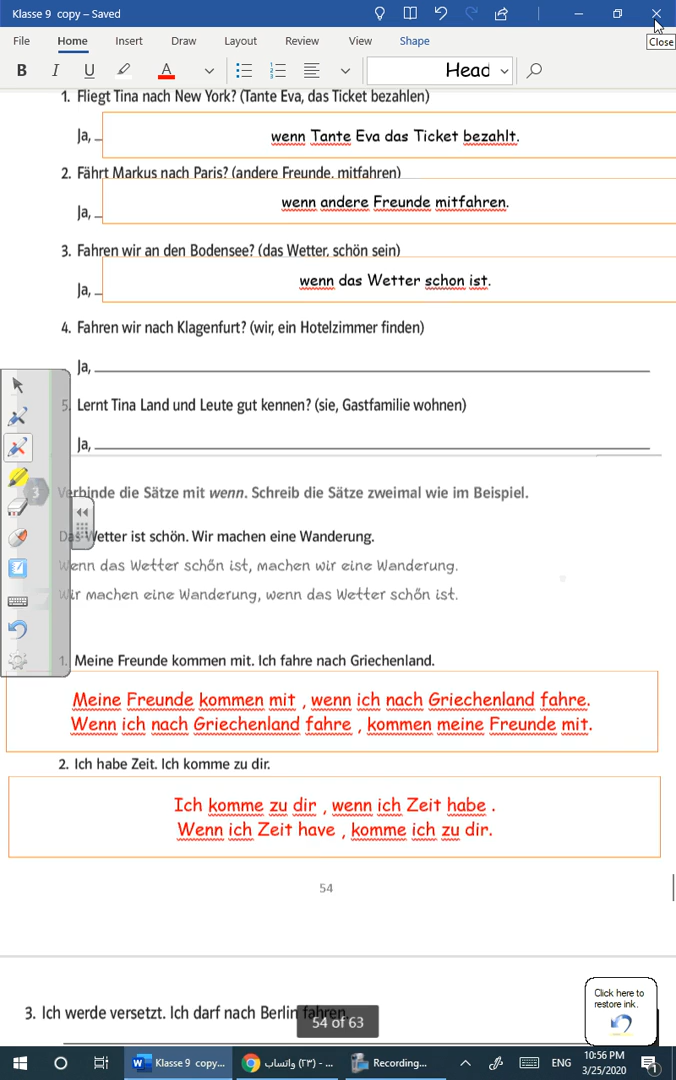 Klasse 9 copy – Saved
Close
File Home Insert Draw Layout Review View Shape
B I U A Head
1. Fliegt Tina nach New York? (Tante Eva, das Ticket bezahlen)
Ja, _ wenn Tante Eva das Ticket bezahlt.
2. Fährt Markus nach Paris? (andere Freunde, mitfahren)
Ja, _ wenn andere Freunde mitfahren.
3. Fahren wir an den Bodensee? (das Wetter, schön sein)
Ja, _ wenn das Wetter schon ist.
4. Fahren wir nach Klagenfurt? (wir, ein Hotelzimmer finden)
Ja,
5. Lernt Tina Land und Leute gut kennen? (sie, Gastfamilie wohnen)
Ja,
3 Verbinde die Sätze mit wenn. Schreib die Sätze zweimal wie im Beispiel.
Das Wetter ist schön. Wir machen eine Wanderung.
Wenn das Wetter schön ist, machen wir eine Wanderung.
Wir machen eine Wanderung, wenn das Wetter schön ist.
1. Meine Freunde kommen mit. Ich fahre nach Griechenland.
Meine Freunde kommen mit , wenn ich nach Griechenland fahre.
Wenn ich nach Griechenland fahre , kommen meine Freunde mit.
2. Ich habe Zeit. Ich komme zu dir.
Ich komme zu dir , wenn ich Zeit habe .
Wenn ich Zeit have , komme ich zu dir.
54
Click here to
restore ink.
3. Ich werde versetzt. Ich darf nach Berlin fahren.
54 of 63
Klasse 9 copy... واتساب (٢٣) - ... Recording... ENG 10:56 PM
3/25/2020 1